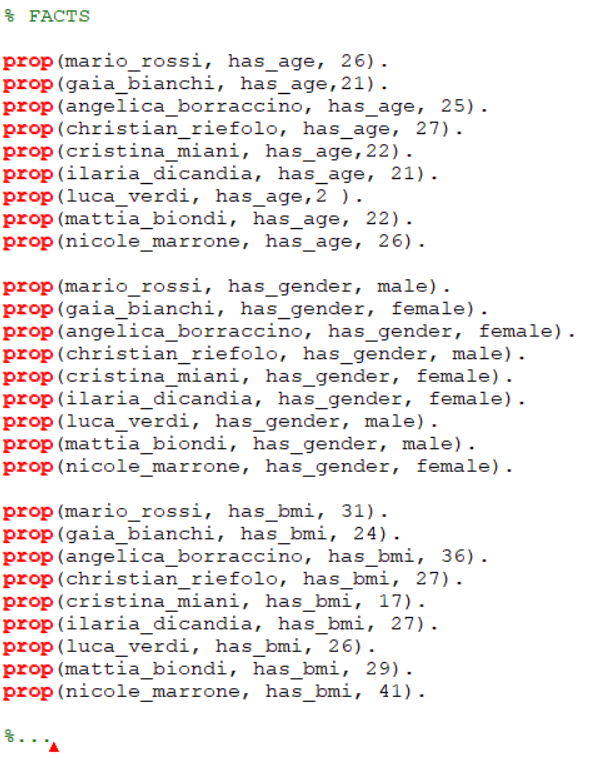 % FACTS
prop(mario_rossi, has_age, 26).
prop(gaia_bianchi, has_age,21).
prop(angelica_borraccino, has_age, 25).
prop(christian_riefolo, has_age, 27).
prop(cristina_miani, has_age,22).
prop(ilaria_dicandia, has_age, 21).
prop(luca_verdi, has_age,2 ).
prop(mattia_biondi, has_age, 22).
prop(nicole_marrone, has_age, 26).
prop(mario_rossi, has_gender, male).
prop(gaia_bianchi, has_gender, female).
prop(angelica_borraccino, has_gender, female).
prop(christian_riefolo, has_gender, male).
prop(cristina_miani, has_gender, female).
prop(ilaria_dicandia, has_gender, female).
prop(luca_verdi, has_gender, male).
prop(mattia_biondi, has_gender, male).
prop(nicole_marrone, has_gender, female).
prop(mario_rossi, has_bmi, 31).
prop(gaia_bianchi, has_bmi, 24).
prop(angelica_borraccino, has_bmi, 36).
prop(christian_riefolo, has_bmi, 27).
prop(cristina_miani, has_bmi, 17).
prop(ilaria_dicandia, has_bmi, 27).
prop(luca_verdi, has_bmi, 26).
prop(mattia_biondi, has_bmi, 29).
prop(nicole_marrone, has_bmi, 41).
%...